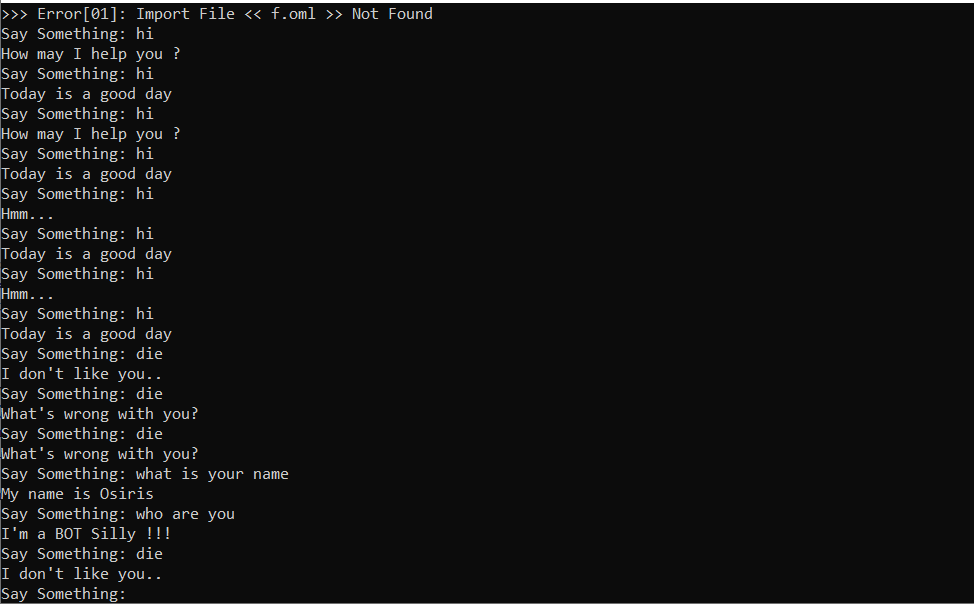 >>> Error[01]: Import File << f.oml >> Not Found
Say Something: hi
How may I help you ?
Say Something: hi
Today is a good day
Say Something: hi
How may I help you ?
Say Something: hi
Today is a good day
Say Something: hi
Hmm...
Say Something: hi
Today is a good day
Say Something: hi
Hmm...
Say Something: hi
Today is a good day
Say Something: die
I don't like you..
Say Something: die
What's wrong with you?
Say Something: die
What's wrong with you?
Say Something: what is your name
My name is Osiris
Say Something: who are you
I'm a BOT Silly !!!
Say Something: die
I don't like you..
Say Something: